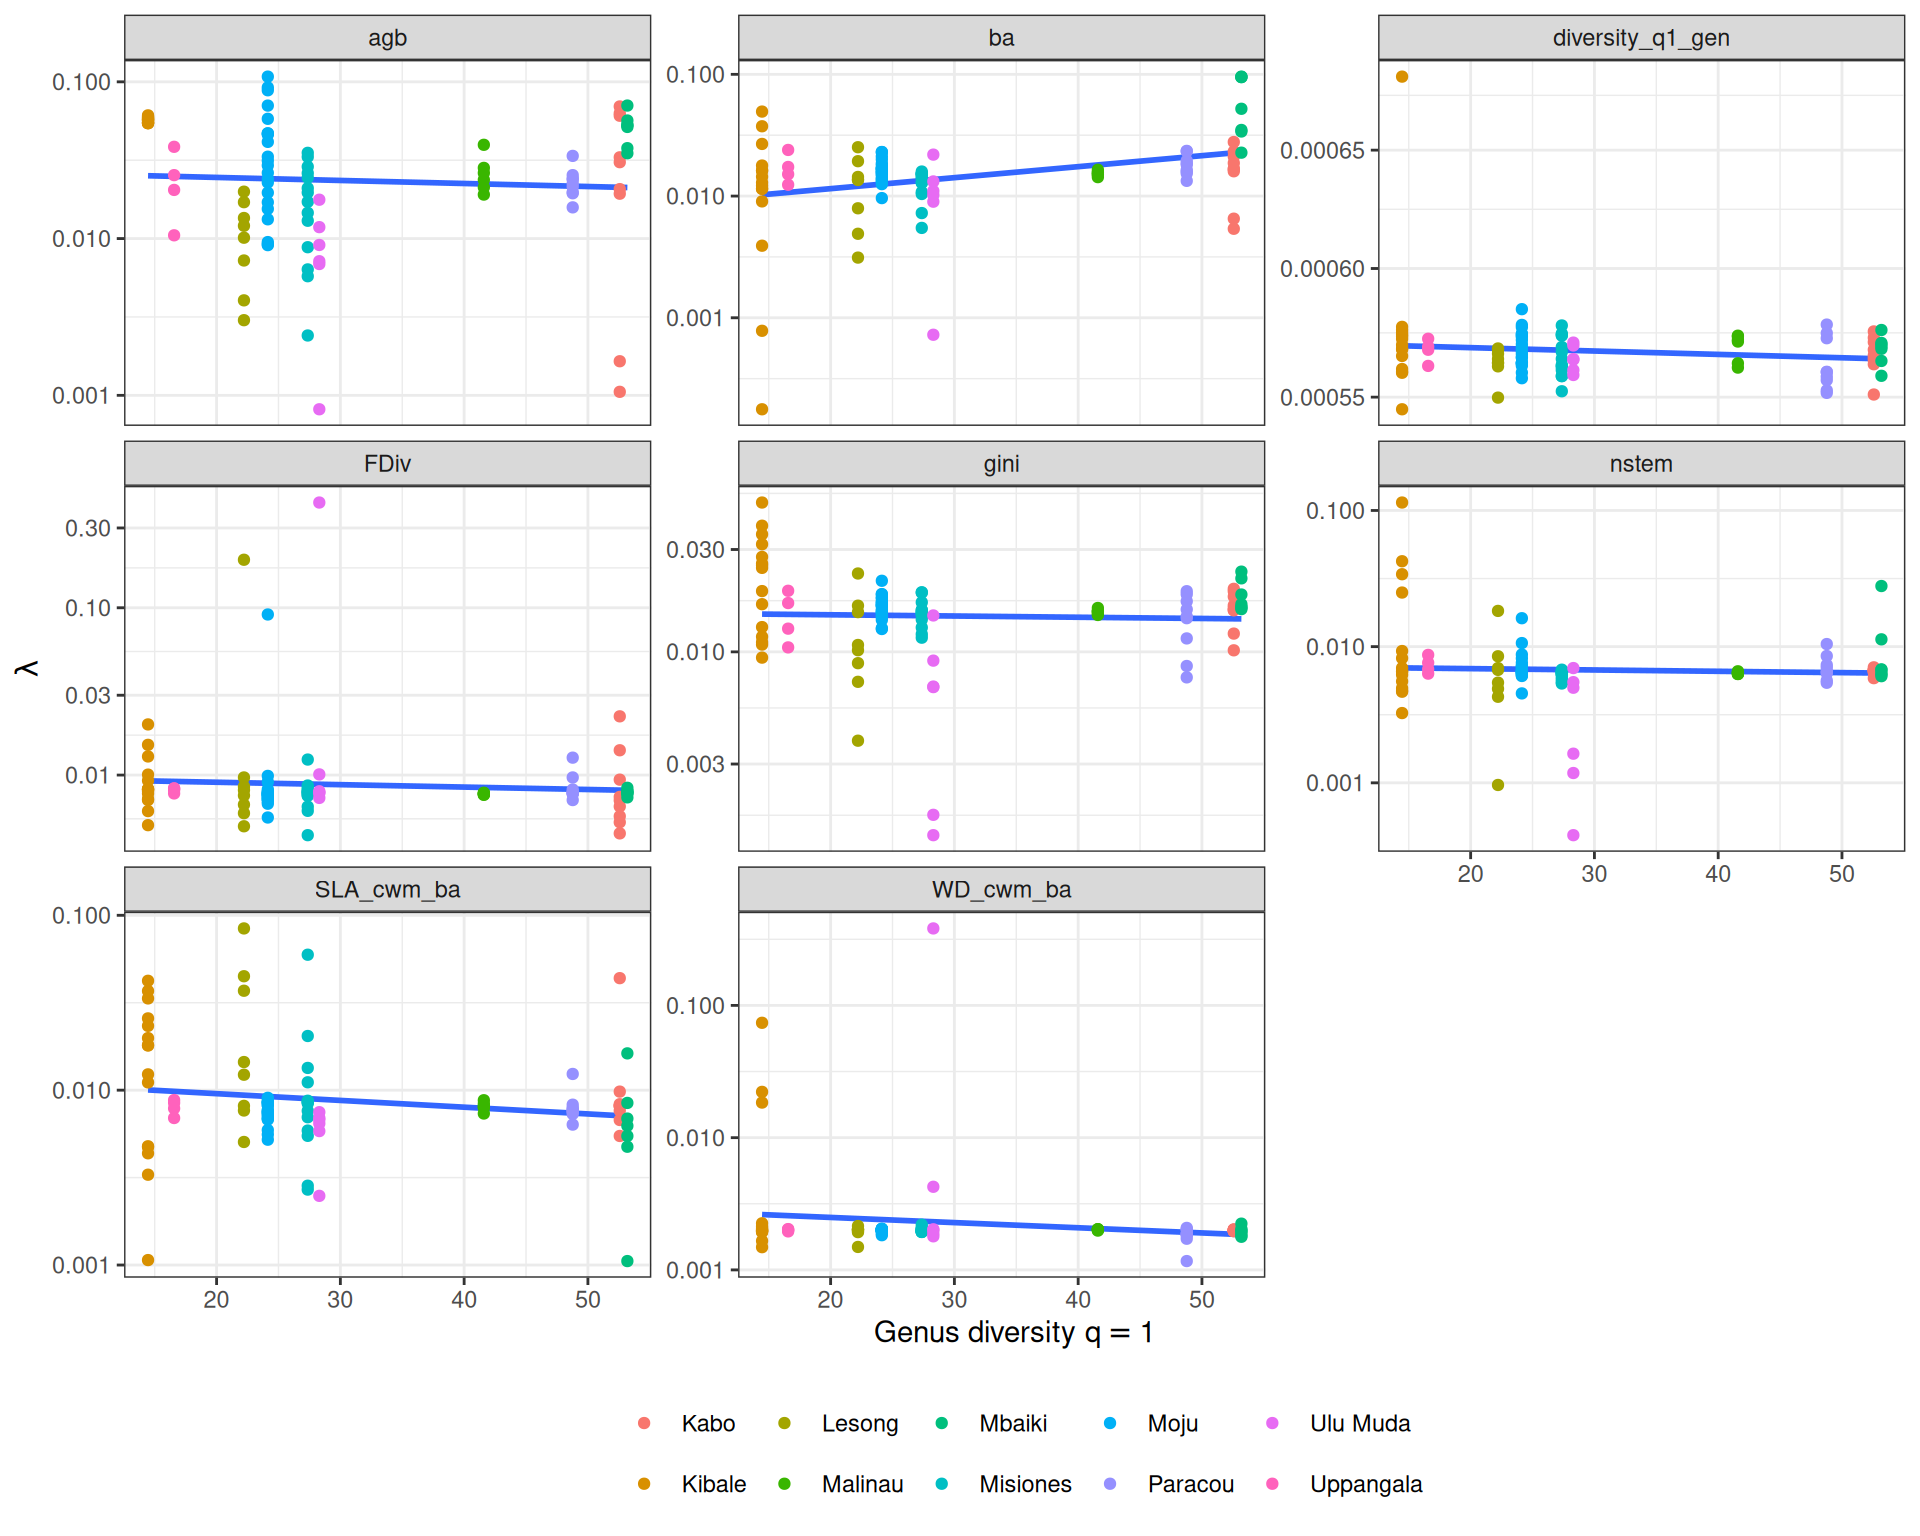 agb ba diversity_q1_gen
0.100
0.010
0.001
0.100
0.010
0.001
0.00065
0.00060
0.00055
FDiv gini nstem
0.30
0.10
0.03
0.01
0.030
0.010
0.003
0.100
0.010
0.001
20 30 40 50
λ
SLA_cwm_ba WD_cwm_ba
0.100
0.010
0.001
0.100
0.010
0.001
20 30 40 50 20 30 40 50
Genus diversity q = 1
Kabo Lesong Mbaiki Moju Ulu Muda
Kibale Malinau Misiones Paracou Uppangala